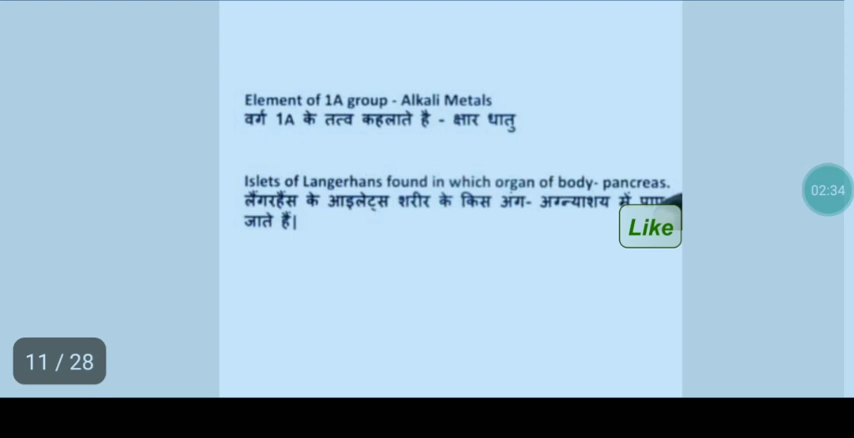 Element of 1A group - Alkali Metals
वर्ग 1A के तत्व कहलाते है - क्षार धातु
Islets of Langerhans found in which organ of body- pancreas.
लैंगरहैंस के आइलेट्स शरीर के किस अंग- अग्न्याशय में
जाते हैं|
Like
02:34
11 / 28